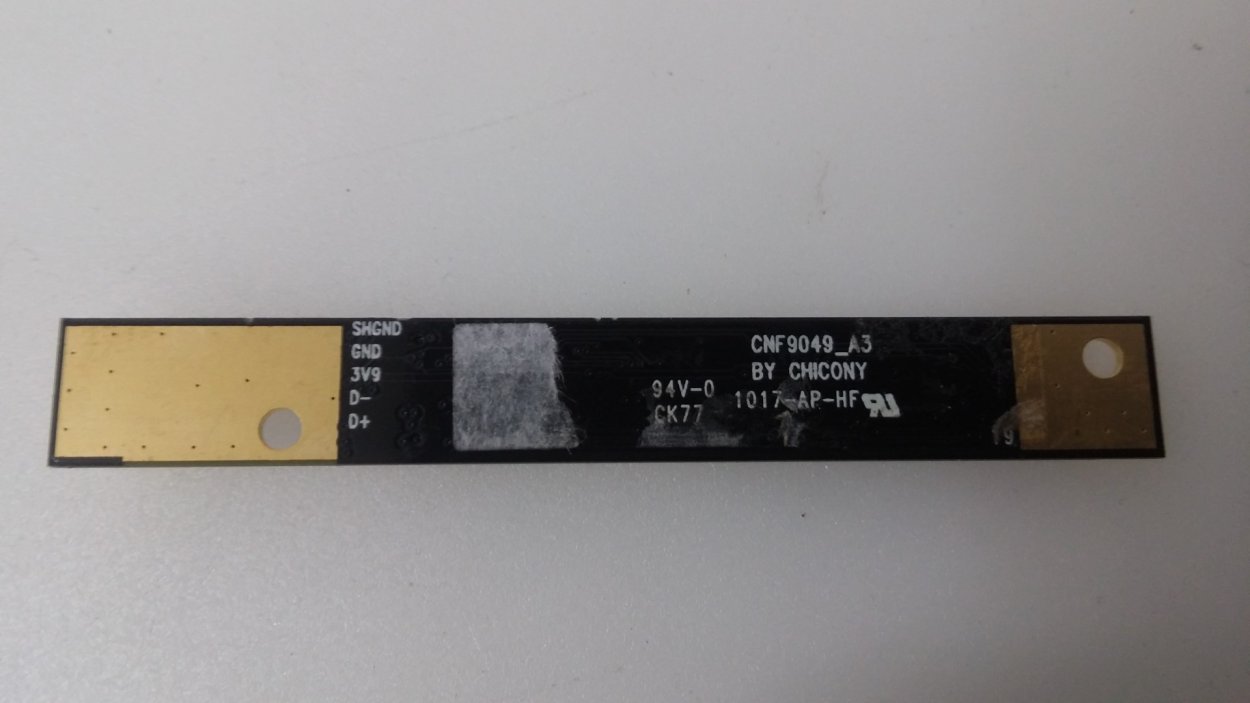 SHGND
GND
3V9
D-
D+
CNF9049_A3
BY CHICONY
94V-0
1017-AP-HF
CK77